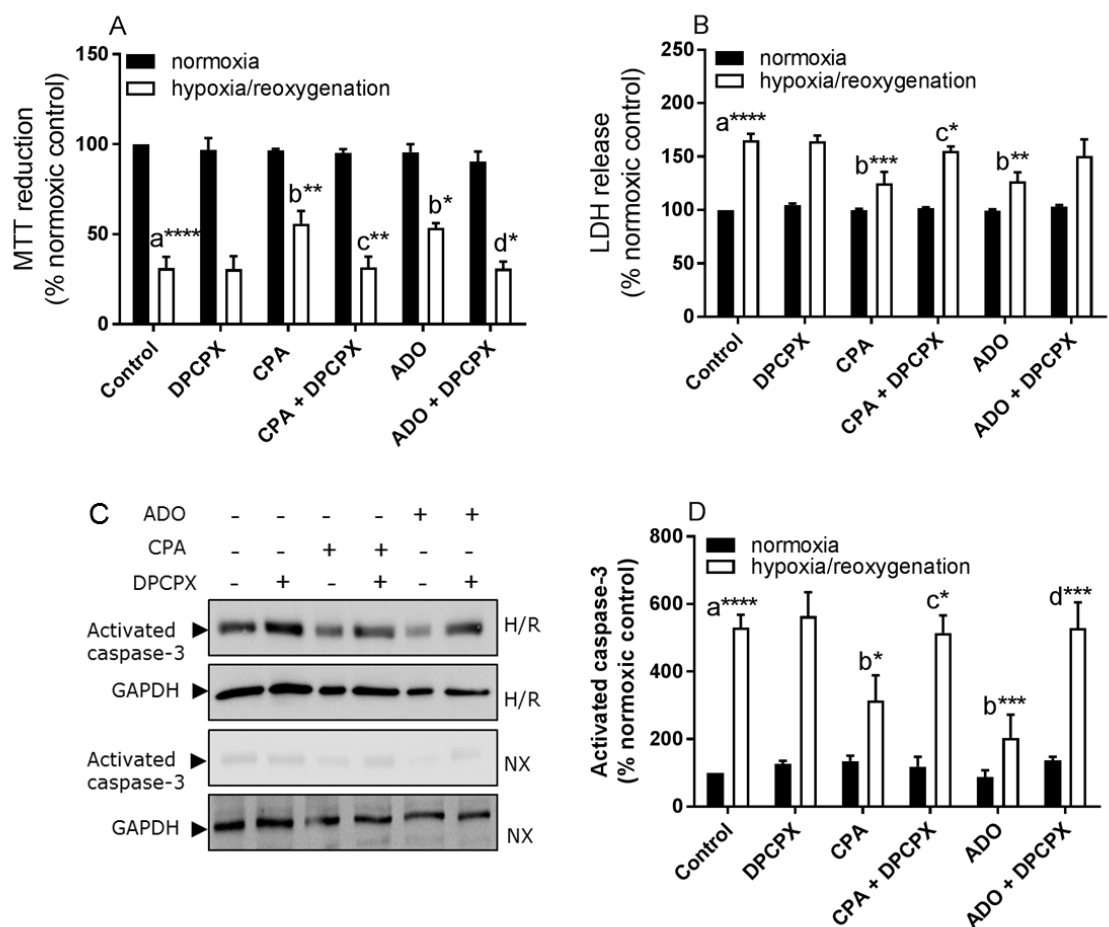 A
MTT reduction
(% normoxic control)
150
100
50
0
normoxia
hypoxia/reoxygenation
a****
b**
c**
b*
d*
Control
DPCPX
CPA
CPA + DPCPX
ADO
ADO + DPCPX
B
LDH release
(% normoxic control)
250
200
150
100
50
0
normoxia
hypoxia/reoxygenation
a****
b***
c*
b**
Control
DPCPX
CPA
CPA + DPCPX
ADO
ADO + DPCPX
C
ADO - - - - + +
CPA - - + + - -
DPCPX - + - + - +
Activated
caspase-3
H/R
GAPDH
H/R
Activated
caspase-3
NX
GAPDH
NX
D
Activated caspase-3
(% normoxic control)
800
600
400
200
0
normoxia
hypoxia/reoxygenation
a****
b*
c*
b***
d***
Control
DPCPX
CPA
CPA + DPCPX
ADO
ADO + DPCPX